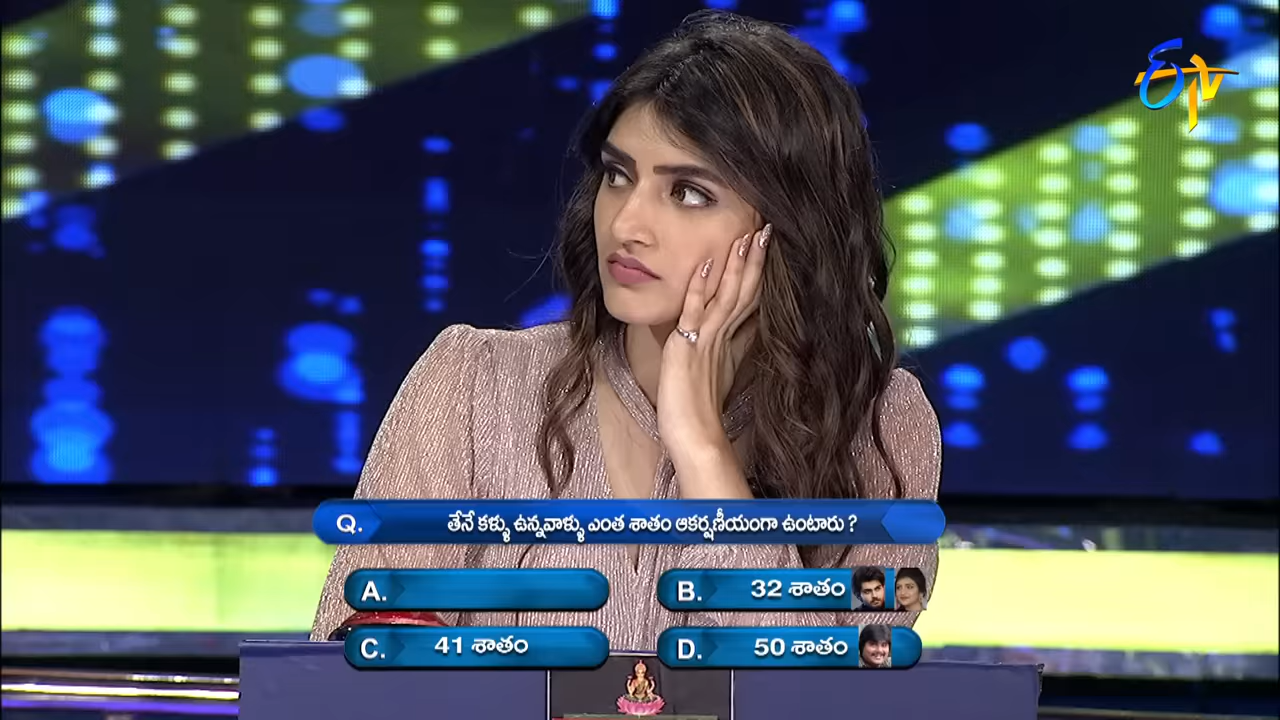 ETV
Q. తేనే కళ్ళు ఉన్నవాళ్ళు ఎంత శాతం ఆకర్షణీయంగా ఉంటారు ?
A.
B. 32 శాతం
C. 41 శాతం
D. 50 శాతం